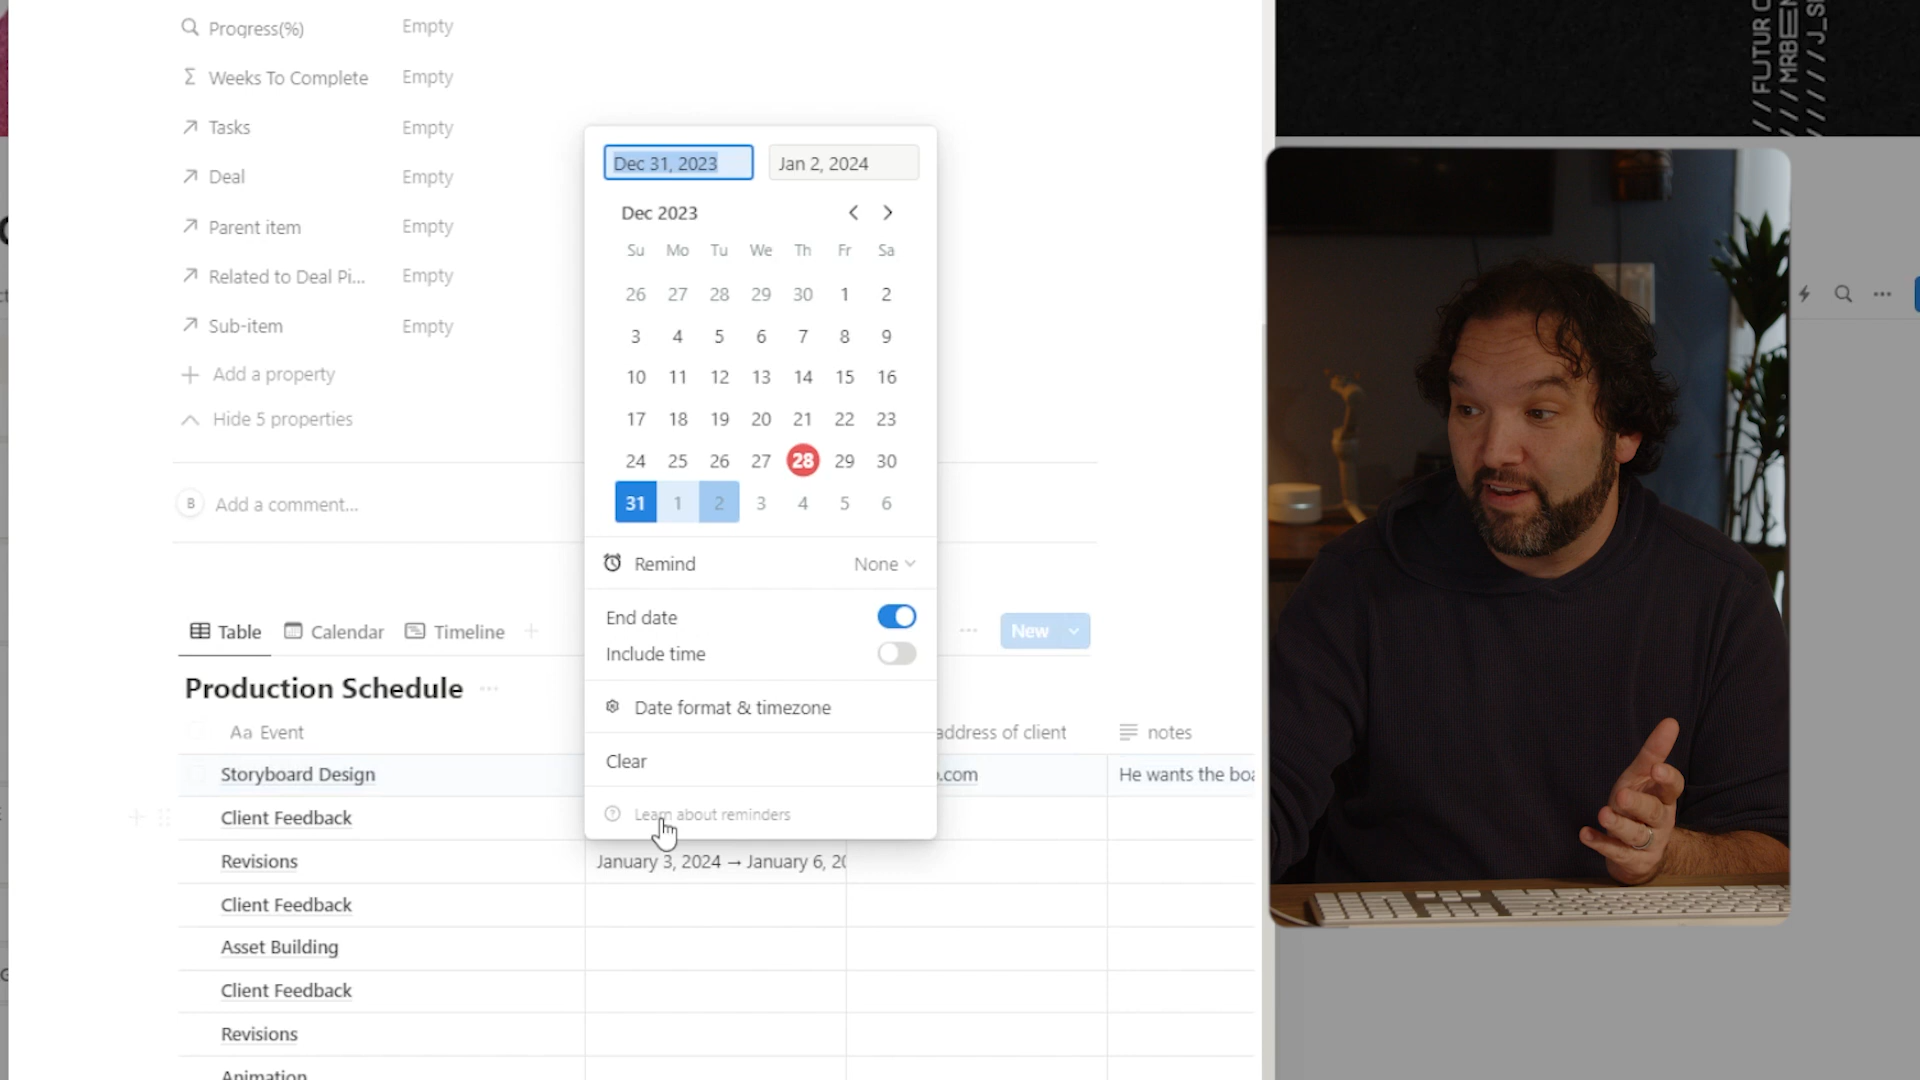 Progress(%) Empty
Weeks To Complete Empty
Tasks Empty
Deal Empty
Parent item Empty
Related to Deal Pi... Empty
Sub-item Empty
Add a property
Hide 5 properties
B Add a comment...
Dec 31, 2023 Jan 2, 2024
Dec 2023
Su Mo Tu We Th Fr Sa
26 27 28 29 30 1 2
3 4 5 6 7 8 9
10 11 12 13 14 15 16
17 18 19 20 21 22 23
24 25 26 27 28 29 30
31 1 2 3 4 5 6
Remind None
End date
Include time
Date format & timezone
Clear
Learn about reminders
Table Calendar Timeline
New
Production Schedule
Aa Event address of client notes
Storyboard Design .com He wants the boa
Client Feedback
Revisions January 3, 2024 → January 6, 20
Client Feedback
Asset Building
Client Feedback
Revisions
Animation
// FUTUR
////// J_S